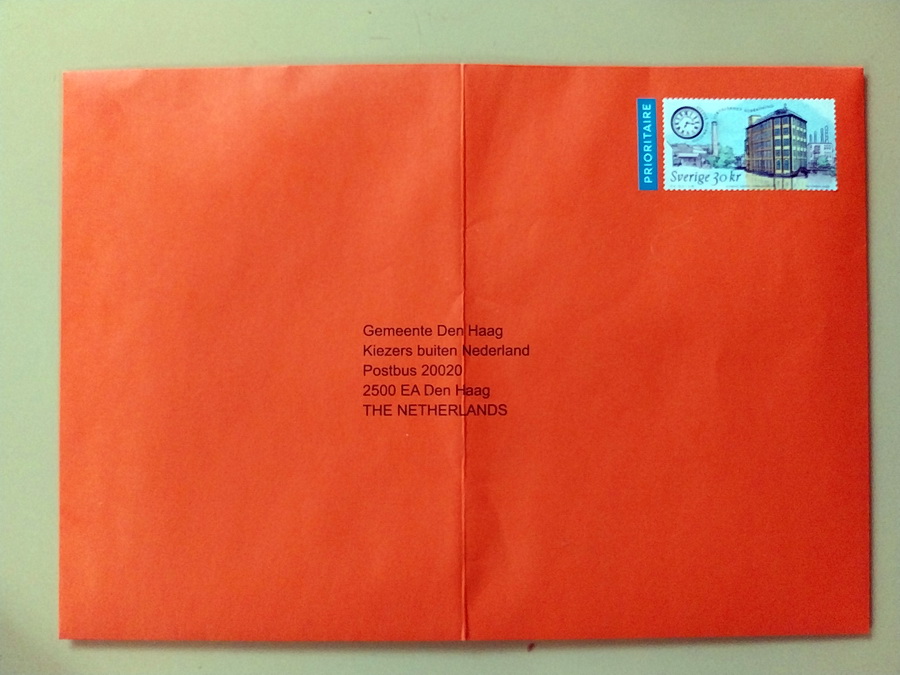 PRIORITAIRE
Sverige 30 kr
Gemeente Den Haag
Kiezers buiten Nederland
Postbus 20020
2500 EA Den Haag
THE NETHERLANDS